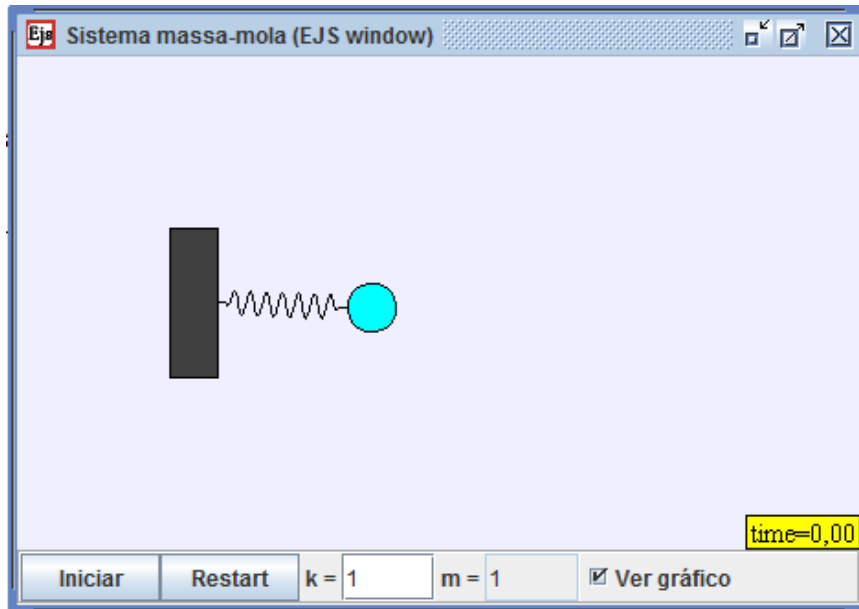 Ejs Sistema massa-mola (EJS window)
time=0,00
Iniciar Restart k = 1 m = 1 Ver gráfico